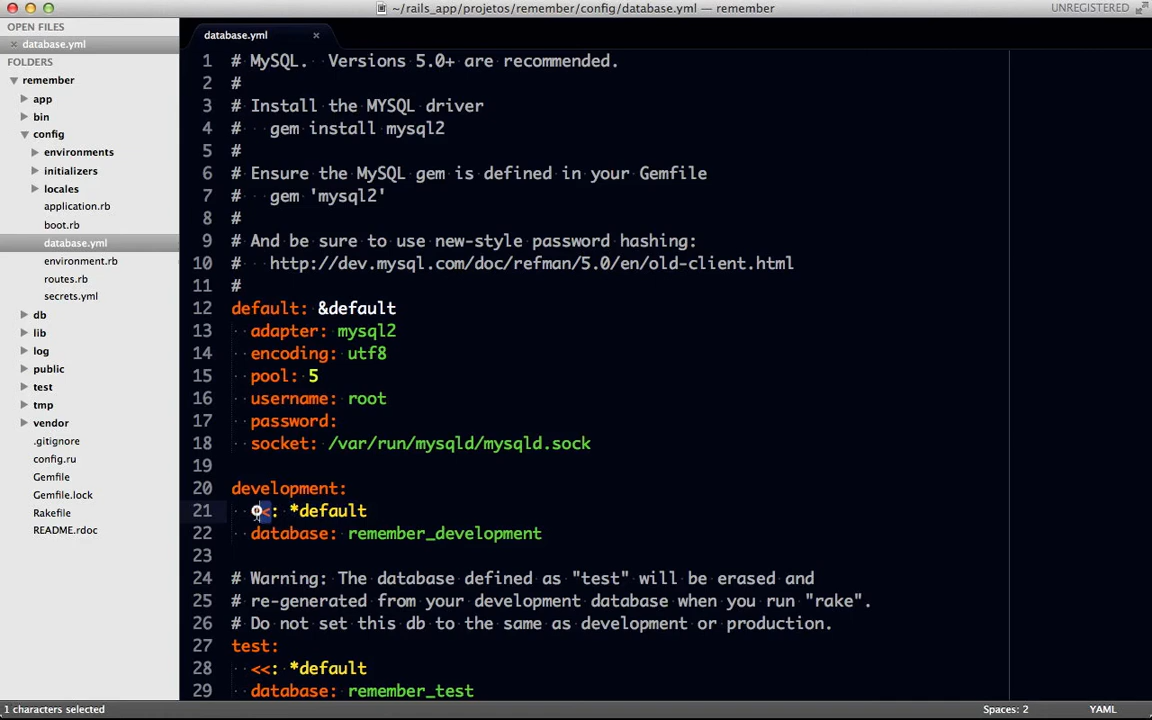 ~/rails_app/projetos/remember/config/database.yml — remember
UNREGISTERED
OPEN FILES
× database.yml
FOLDERS
remember
app
bin
config
environments
initializers
locales
application.rb
boot.rb
database.yml
environment.rb
routes.rb
secrets.yml
db
lib
log
public
test
tmp
vendor
.gitignore
config.ru
Gemfile
Gemfile.lock
Rakefile
README.rdoc
database.yml ×
1 # MySQL. Versions 5.0+ are recommended.
2 #
3 # Install the MYSQL driver
4 # gem install mysql2
5 #
6 # Ensure the MySQL gem is defined in your Gemfile
7 # gem 'mysql2'
8 #
9 # And be sure to use new-style password hashing:
10 # http://dev.mysql.com/doc/refman/5.0/en/old-client.html
11 #
12 default: &default
13 adapter: mysql2
14 encoding: utf8
15 pool: 5
16 username: root
17 password:
18 socket: /var/run/mysqld/mysqld.sock
19
20 development:
21 <<: *default
22 database: remember_development
23
24 # Warning: The database defined as "test" will be erased and
25 # re-generated from your development database when you run "rake".
26 # Do not set this db to the same as development or production.
27 test:
28 <<: *default
29 database: remember_test
1 characters selected
Spaces: 2
YAML